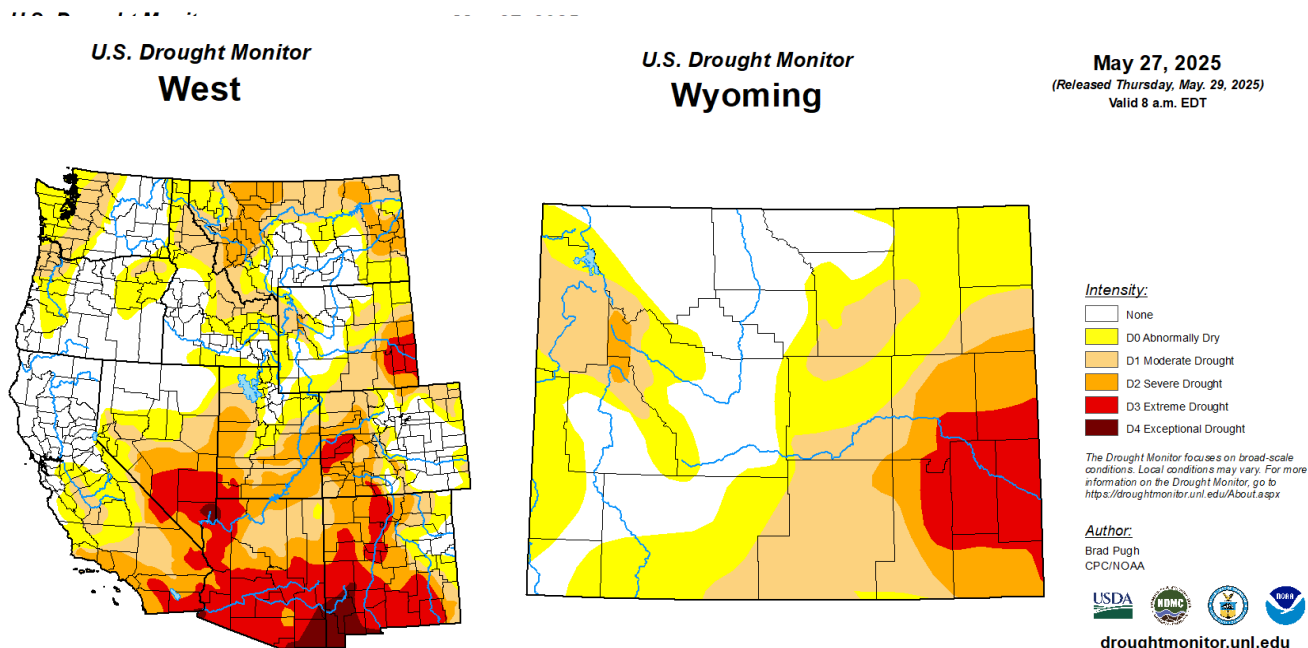 U.S. Drought Monitor
West
U.S. Drought Monitor
Wyoming
May 27, 2025
(Released Thursday, May. 29, 2025)
Valid 8 a.m. EDT
Intensity:
None
D0 Abnormally Dry
D1 Moderate Drought
D2 Severe Drought
D3 Extreme Drought
D4 Exceptional Drought
The Drought Monitor focuses on broad-scale
conditions. Local conditions may vary. For more
information on the Drought Monitor, go to
https://droughtmonitor.unl.edu/About.aspx
Author:
Brad Pugh
CPC/NOAA
USDA
NDMC
NOAA
droughtmonitor.unl.edu